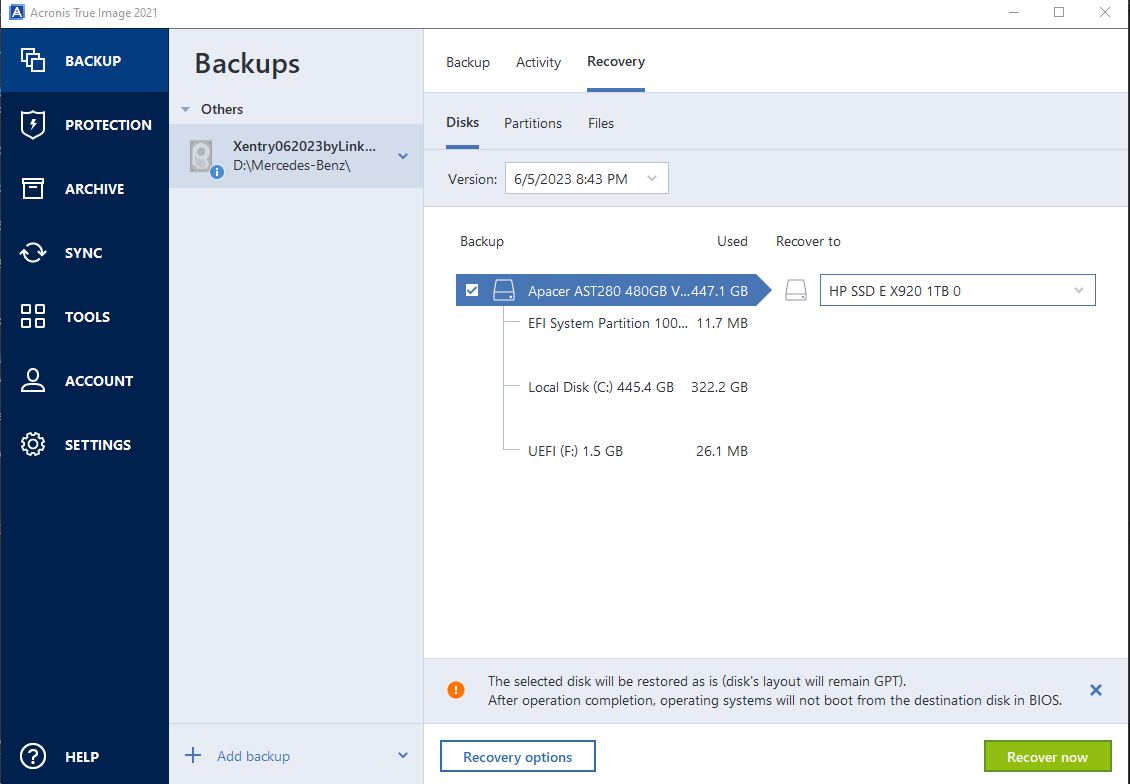 Acronis True Image 2021
BACKUP
PROTECTION
ARCHIVE
SYNC
TOOLS
ACCOUNT
SETTINGS
HELP
Backups
Others
Xentry062023byLink...
D:\Mercedes-Benz\
Add backup
Backup Activity Recovery
Disks Partitions Files
Version: 6/5/2023 8:43 PM
Backup Used Recover to
Apacer AST280 480GB V...447.1 GB HP SSD E X920 1TB 0
EFI System Partition 100... 11.7 MB
Local Disk (C:) 445.4 GB 322.2 GB
UEFI (F:) 1.5 GB 26.1 MB
The selected disk will be restored as is (disk's layout will remain GPT).
After operation completion, operating systems will not boot from the destination disk in BIOS.
Recovery options Recover now